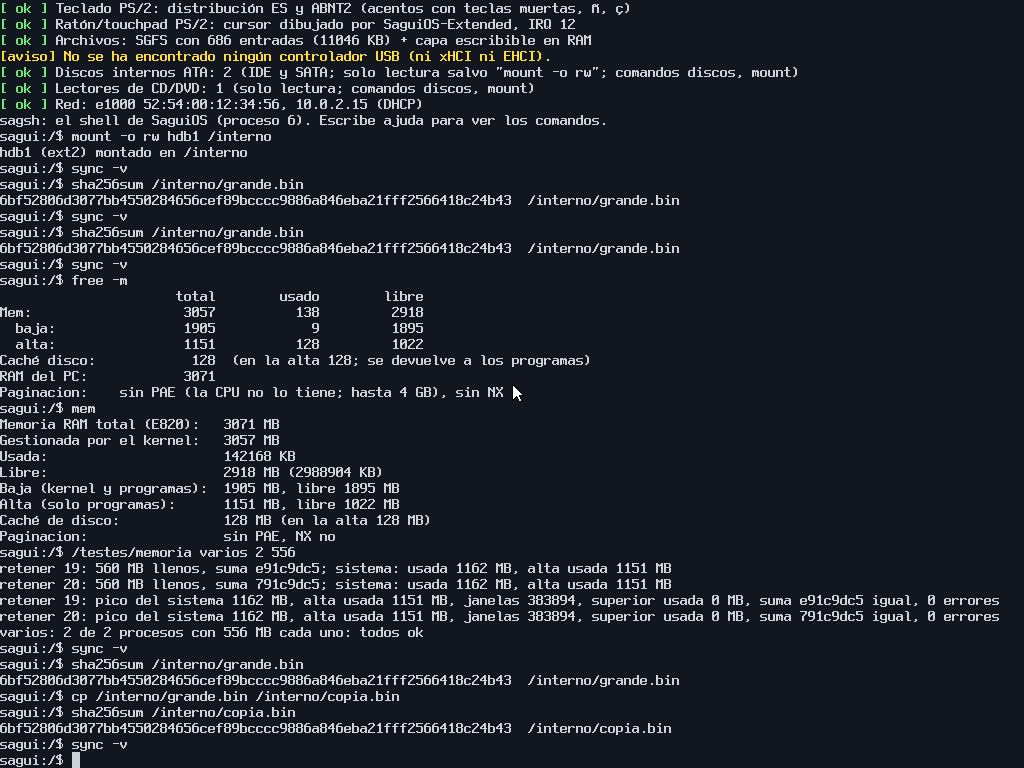 [ ok ] Teclado PS/2: distribución ES y ABNT2 (acentos con teclas muertas, ñ, ç)
[ ok ] Ratón/touchpad PS/2: cursor dibujado por SaguiOS-Extended, IRQ 12
[ ok ] Archivos: SGFS con 686 entradas (11046 KB) + capa escribible en RAM
[aviso] No se ha encontrado ningún controlador USB (ni xHCI ni EHCI).
[ ok ] Discos internos ATA: 2 (IDE y SATA; solo lectura salvo "mount -o rw"; comandos discos, mount)
[ ok ] Lectores de CD/DVD: 1 (solo lectura; comandos discos, mount)
[ ok ] Red: e1000 52:54:00:12:34:56, 10.0.2.15 (DHCP)
sagsh: el shell de SaguiOS (proceso 6). Escribe ayuda para ver los comandos.
sagui:/$ mount -o rw hdb1 /interno
hdb1 (ext2) montado en /interno
sagui:/$ sync -v
sagui:/$ sha256sum /interno/grande.bin
6bf52806d3077bb4550284656cef89bcccc9886a846eba21fff2566418c24b43  /interno/grande.bin
sagui:/$ sync -v
sagui:/$ sha256sum /interno/grande.bin
6bf52806d3077bb4550284656cef89bcccc9886a846eba21fff2566418c24b43  /interno/grande.bin
sagui:/$ sync -v
sagui:/$ free -m
                      total        usado        libre
Mem:                   3057          138         2918
  baja:                1905            9         1895
  alta:                1151          128         1022
Caché disco:            128  (en la alta 128; se devuelve a los programas)
RAM del PC:            3071
Paginacion:    sin PAE (la CPU no lo tiene; hasta 4 GB), sin NX
sagui:/$ mem
Memoria RAM total (E820):   3071 MB
Gestionada por el kernel:   3057 MB
Usada:                      142168 KB
Libre:                      2918 MB (2988904 KB)
Baja (kernel y programas):  1905 MB, libre 1895 MB
Alta (solo programas):      1151 MB, libre 1022 MB
Caché de disco:             128 MB (en la alta 128 MB)
Paginacion:                 sin PAE, NX no
sagui:/$ /testes/memoria varios 2 556
retener 19: 560 MB llenos, suma e91c9dc5; sistema: usada 1162 MB, alta usada 1151 MB
retener 20: 560 MB llenos, suma 791c9dc5; sistema: usada 1162 MB, alta usada 1151 MB
retener 19: pico del sistema 1162 MB, alta usada 1151 MB, janelas 383894, superior usada 0 MB, suma e91c9dc5 igual, 0 errores
retener 20: pico del sistema 1162 MB, alta usada 1151 MB, janelas 383894, superior usada 0 MB, suma 791c9dc5 igual, 0 errores
varios: 2 de 2 procesos con 556 MB cada uno: todos ok
sagui:/$ sync -v
sagui:/$ sha256sum /interno/grande.bin
6bf52806d3077bb4550284656cef89bcccc9886a846eba21fff2566418c24b43  /interno/grande.bin
sagui:/$ cp /interno/grande.bin /interno/copia.bin
sagui:/$ sha256sum /interno/copia.bin
6bf52806d3077bb4550284656cef89bcccc9886a846eba21fff2566418c24b43  /interno/copia.bin
sagui:/$ sync -v
sagui:/$